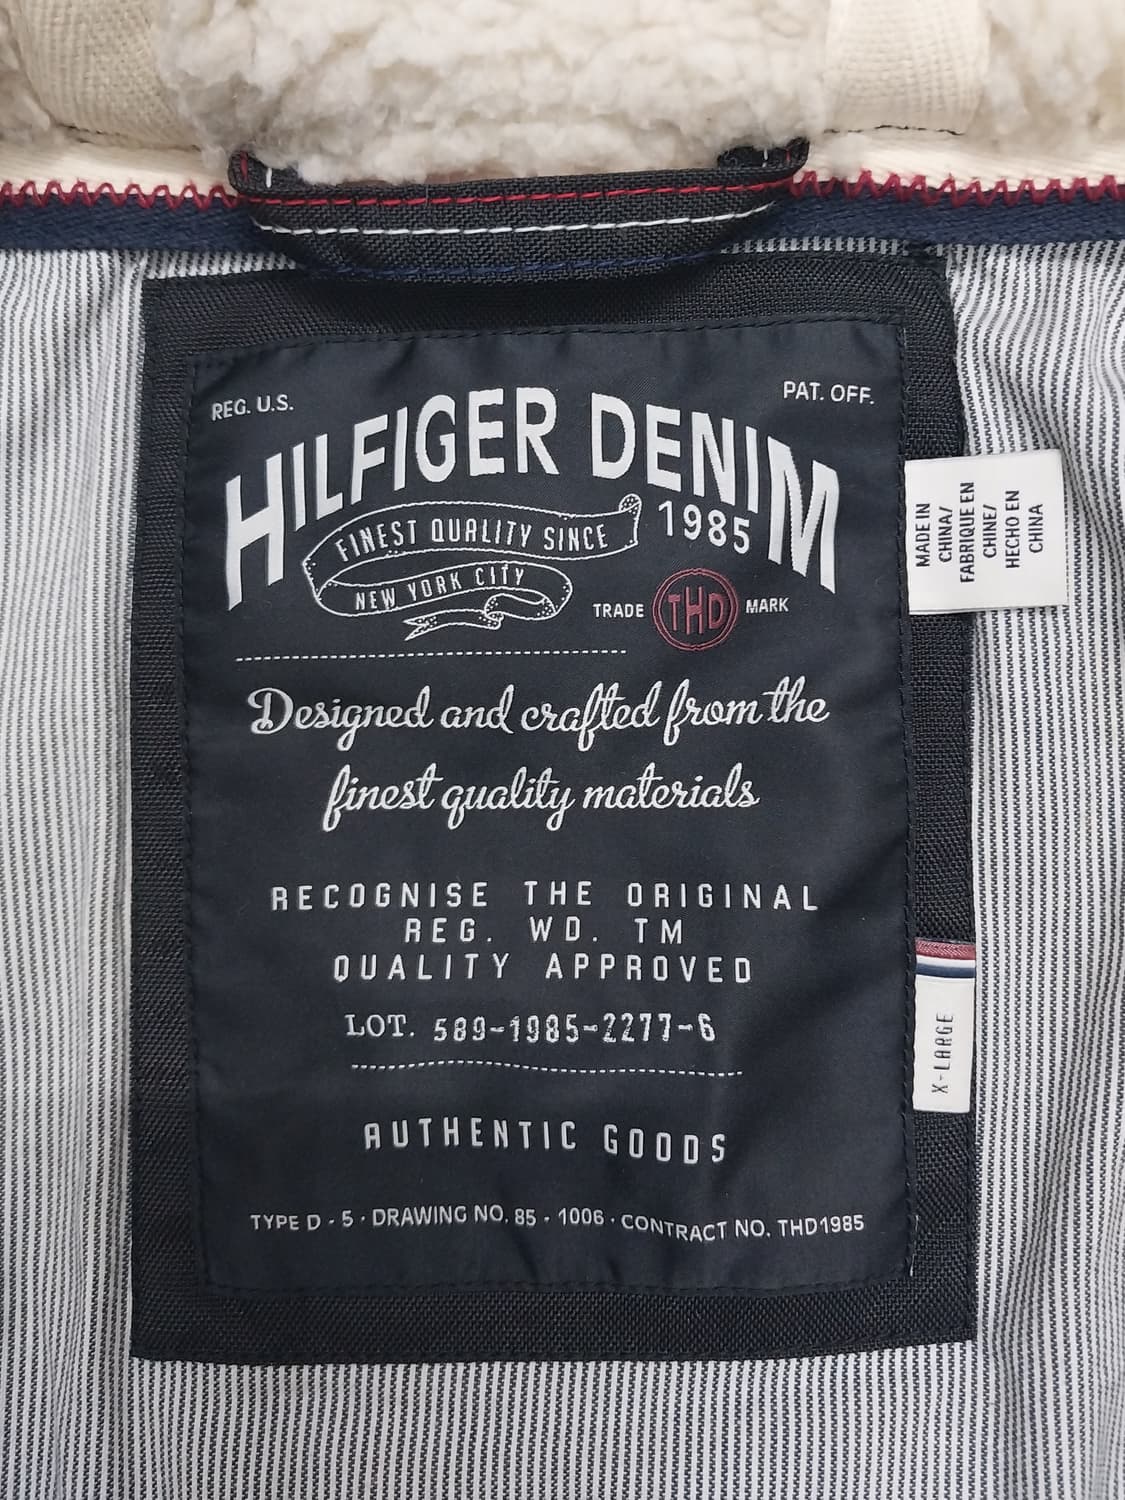 REG. U.S.
PAT. OFF.
HILFIGER DENIM
FINEST QUALITY SINCE
1985
NEW YORK CITY
TRADE THD MARK
Designed and crafted from the
finest quality materials
RECOGNISE THE ORIGINAL
REG. WD. TM
QUALITY APPROVED
LOT. 589-1985-2277-6
AUTHENTIC GOODS
TYPE D - 5 · DRAWING NO. 85 - 1006 · CONTRACT NO. THD1985
MADE IN
CHINA/
FABRIQUE EN
CHINE/
HECHO EN
CHINA
X-LARGE